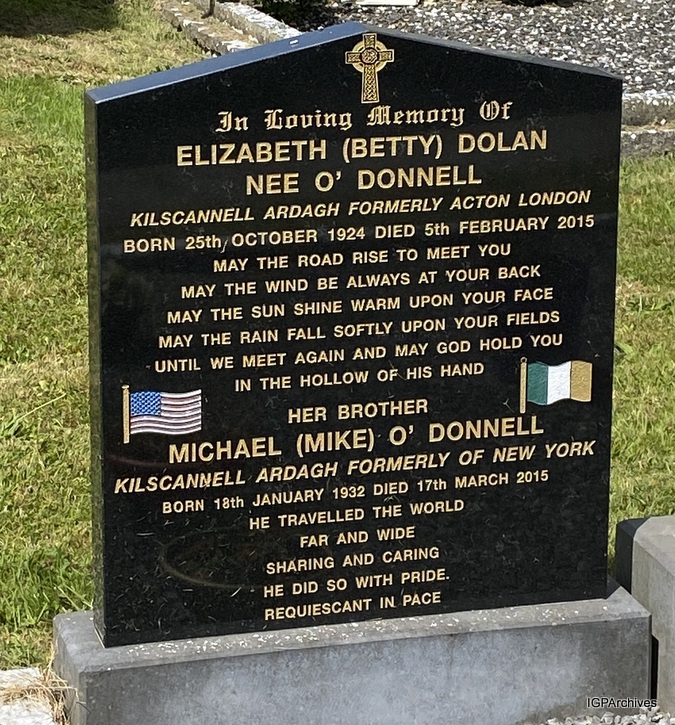 In Loving Memory Of
ELIZABETH (BETTY) DOLAN
NEE O' DONNELL
KILSCANNELL ARDAGH FORMERLY ACTON LONDON
BORN 25th, OCTOBER 1924 DIED 5th FEBRUARY 2015
MAY THE ROAD RISE TO MEET YOU
MAY THE WIND BE ALWAYS AT YOUR BACK
MAY THE SUN SHINE WARM UPON YOUR FACE
MAY THE RAIN FALL SOFTLY UPON YOUR FIELDS
UNTIL WE MEET AGAIN AND MAY GOD HOLD YOU
IN THE HOLLOW OF HIS HAND
HER BROTHER
MICHAEL (MIKE) O' DONNELL
KILSCANNELL ARDAGH FORMERLY OF NEW YORK
BORN 18th JANUARY 1932 DIED 17th MARCH 2015
HE TRAVELLED THE WORLD
FAR AND WIDE
SHARING AND CARING
HE DID SO WITH PRIDE.
REQUIESCANT IN PACE
IGPArchives